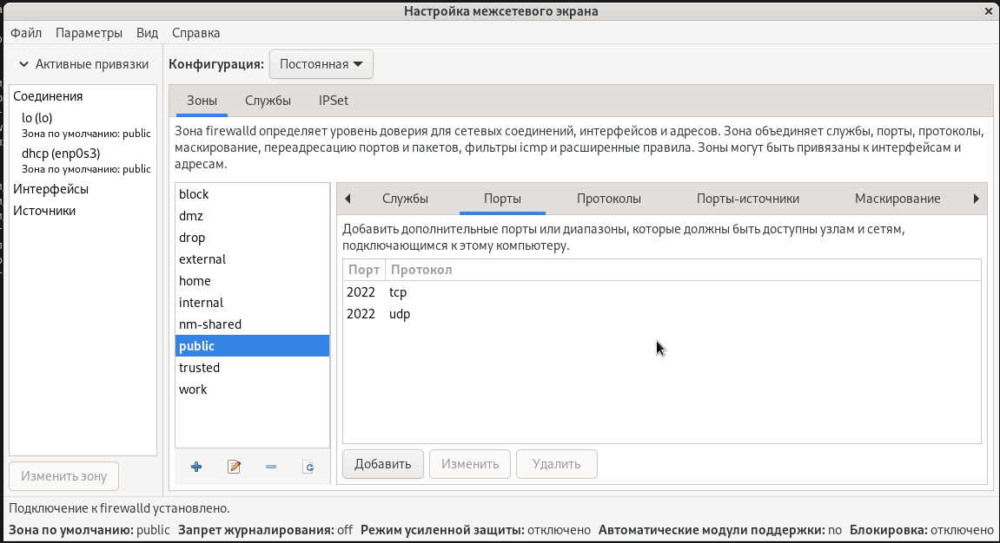 Настройка межсетевого экрана
Файл Параметры Вид Справка
Активные привязки
Конфигурация: Постоянная
Соединения
lo (lo)
Зона по умолчанию: public
dhcp (enp0s3)
Зона по умолчанию: public
Интерфейсы
Источники
Изменить зону
Зоны Службы IPSet
Зона firewalld определяет уровень доверия для сетевых соединений, интерфейсов и адресов. Зона объединяет службы, порты, протоколы,
маскирование, переадресацию портов и пакетов, фильтры icmp и расширенные правила. Зоны могут быть привязаны к интерфейсам и
адресам.
block
dmz
drop
external
home
internal
nm-shared
public
trusted
work
Службы Порты Протоколы Порты-источники Маскирование
Добавить дополнительные порты или диапазоны, которые должны быть доступны узлам и сетям,
подключающимся к этому компьютеру.
Порт Протокол
2022 tcp
2022 udp
Добавить Изменить Удалить
Подключение к firewalld установлено.
Зона по умолчанию: public Запрет журналирования: off Режим усиленной защиты: отключено Автоматические модули поддержки: no Блокировка: отключено